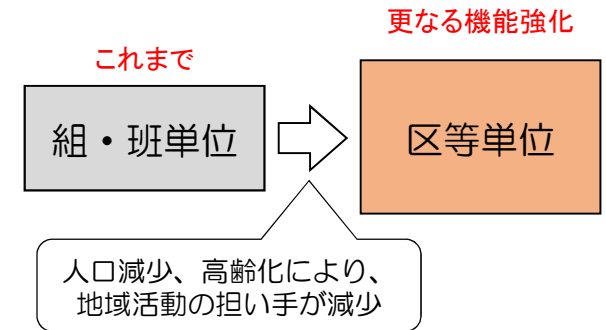 更なる機能強化
これまで
組・班単位
区等単位
人口減少、高齢化により、
地域活動の担い手が減少